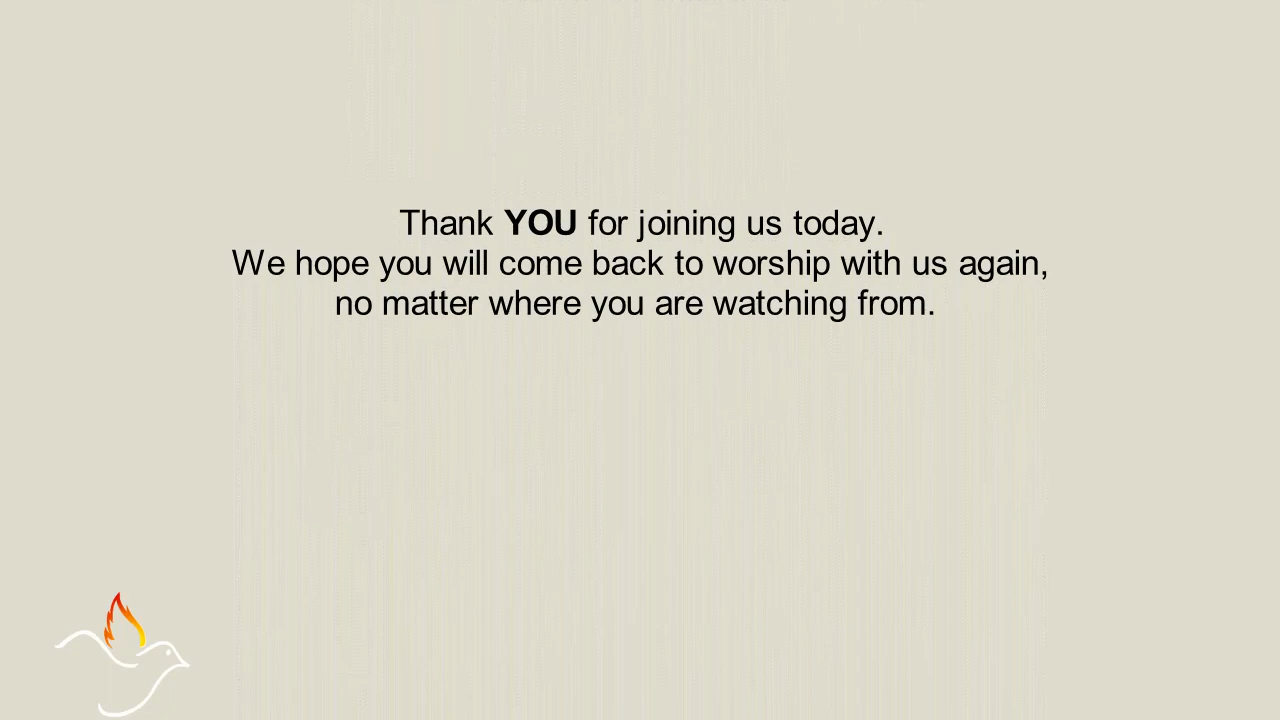 Thank YOU for joining us today.
We hope you will come back to worship with us again,
no matter where you are watching from.